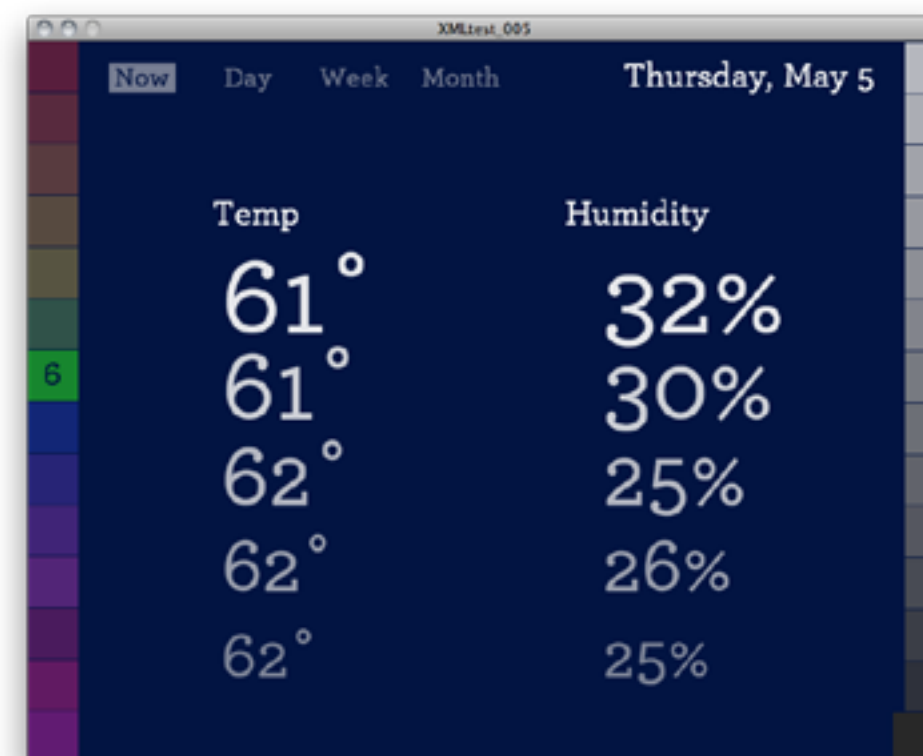 XMLtest_005
Now Day Week Month Thursday, May 5
Temp Humidity
61° 32%
6
61° 30%
62° 25%
62° 26%
62° 25%